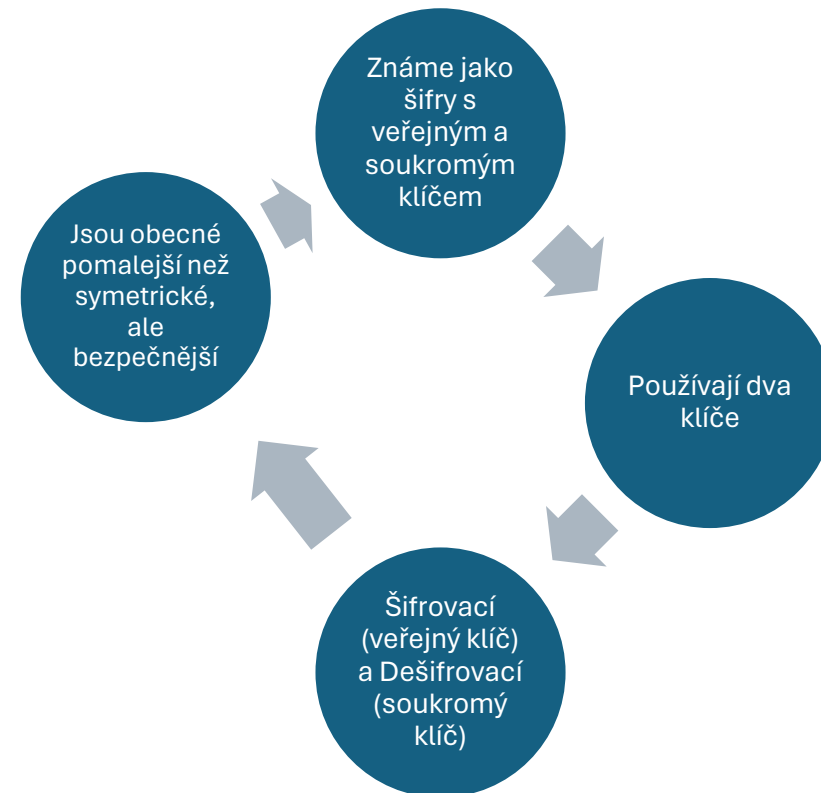 Známe jako
šifry s
veřejným a
soukromým
klíčem
Používají dva
klíče
Šifrovací
(veřejný klíč)
a Dešifrovací
(soukromý
klíč)
Jsou obecné
pomalejší než
symetrické,
ale
bezpečnější